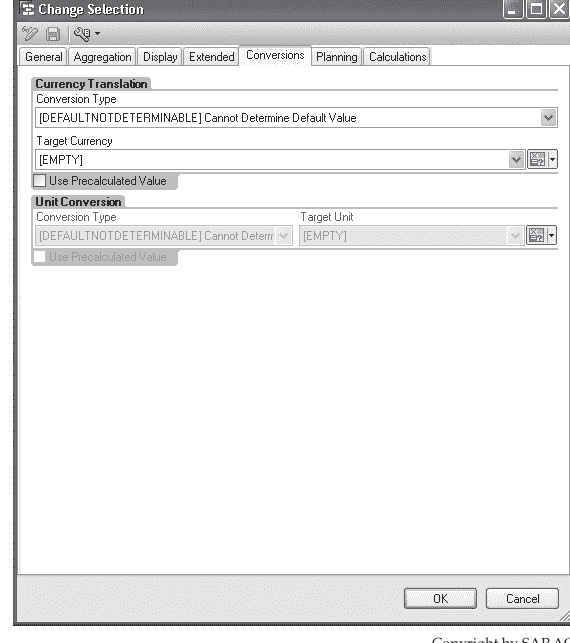 Change Selection
General Aggregation Display Extended Conversions Planning Calculations
Currency Translation
Conversion Type
[DEFAULTNOTDETERMINABLE] Cannot Determine Default Value
Target Currency
[EMPTY]
Use Precalculated Value
Unit Conversion
Conversion Type Target Unit
[DEFAULTNOTDETERMINABLE] Cannot Determ [EMPTY]
Use Precalculated Value
OK Cancel
Copyright by